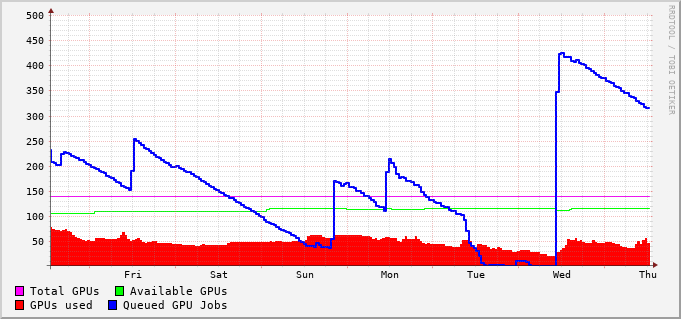 500
450
400
350
300
250
200
150
100
50
Fri Sat Sun Mon Tue Wed Thu
Total GPUs Available GPUs
GPUs used Queued GPU Jobs
RRDTOOL / TOBI OETIKER